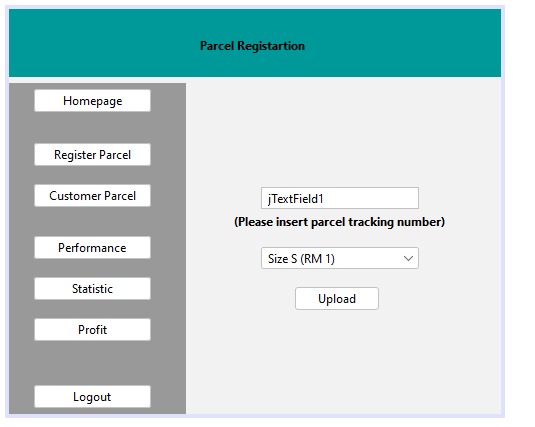 Parcel Registartion
Homepage
Register Parcel
Customer Parcel
Performance
Statistic
Profit
Logout
jTextField1
(Please insert parcel tracking number)
Size S (RM 1)
Upload